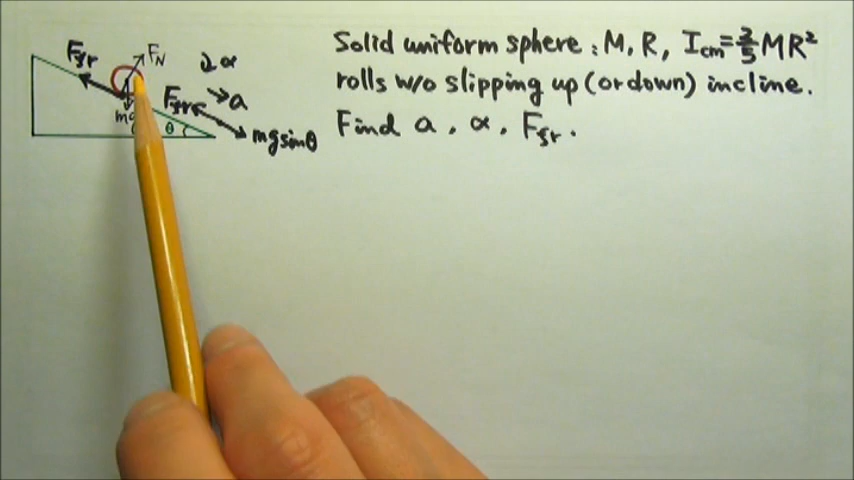 Solid uniform sphere : M, R, Icm = 2/5 MR²
rolls w/o slipping up (or down) incline.
Find a, α, Ffr.
Ffr
FN
α
Ffr
a
θ
mg sinθ